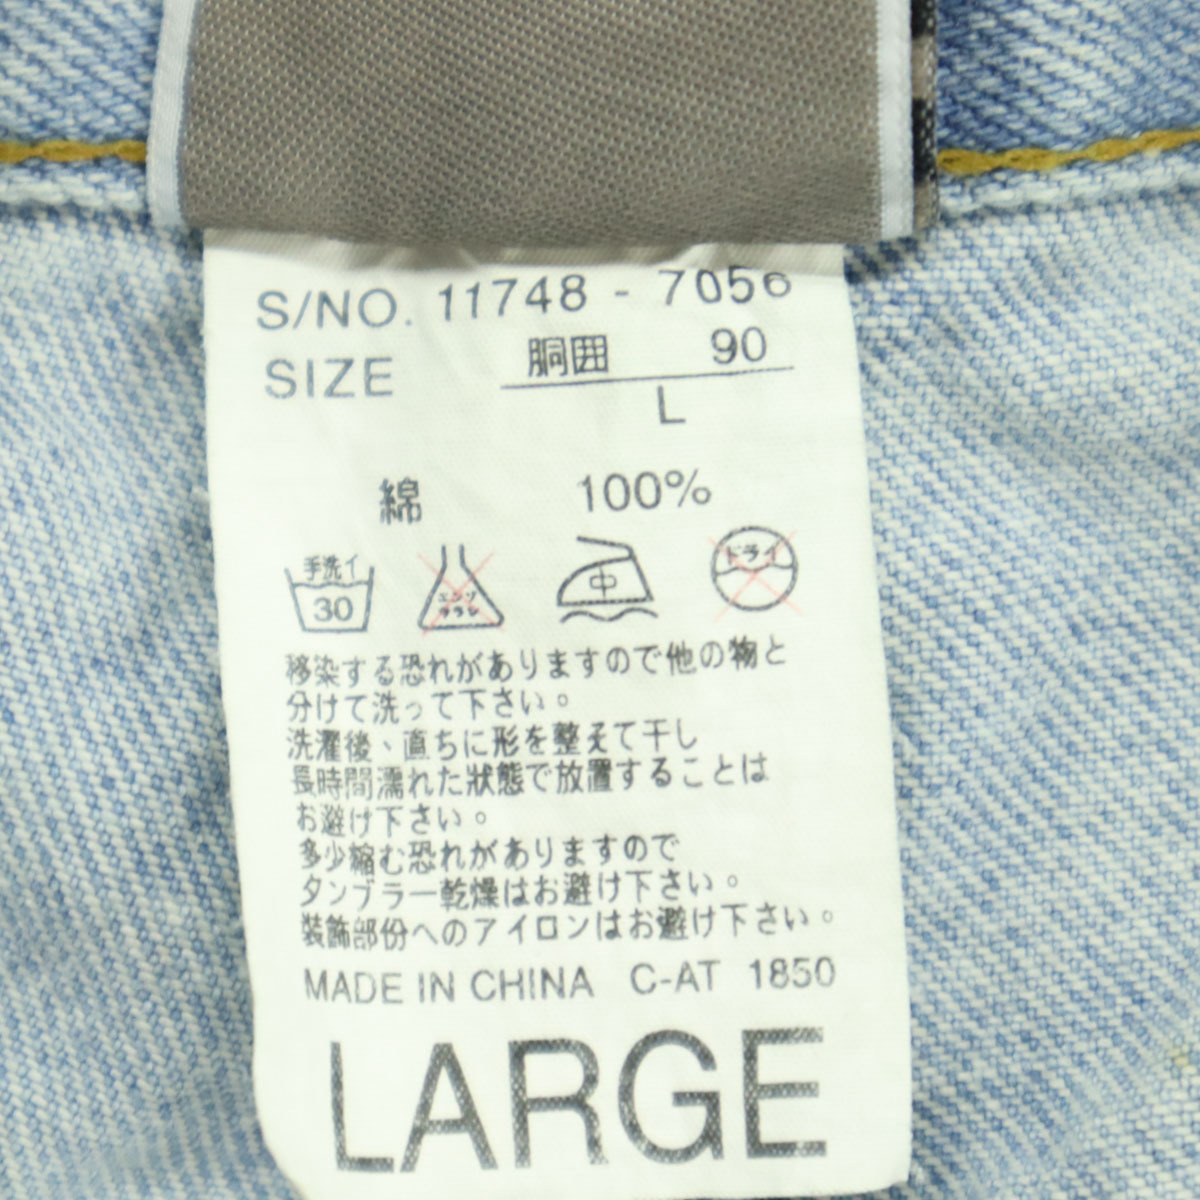 S/NO. 11748 - 7056
SIZE 胴囲 90
L
綿 100%
手洗イ
30
エンソ
ラサシ
中
ドライ
移染する恐れがありますので他の物と
分けて洗って下さい。
洗濯後、直ちに形を整えて干し
長時間濡れた狀態で放置することは
お避け下さい。
多少縮む恐れがありますので
タンブラー乾燥はお避け下さい。
装飾部份へのアイロンはお避け下さい。
MADE IN CHINA C-AT 1850
LARGE